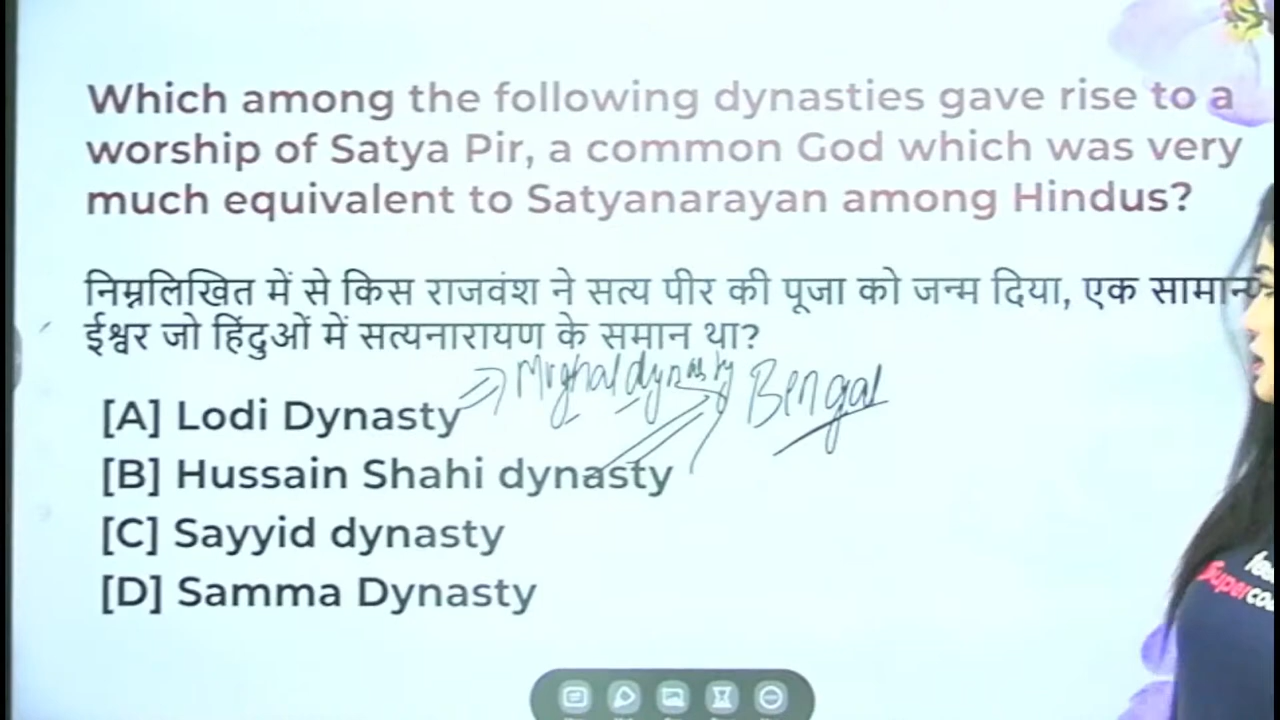 Which among the following dynasties gave rise to a
worship of Satya Pir, a common God which was very
much equivalent to Satyanarayan among Hindus?
निम्नलिखित में से किस राजवंश ने सत्य पीर की पूजा को जन्म दिया, एक सामान्य
ईश्वर जो हिंदुओं में सत्यनारायण के समान था?
Mughal dynasty Bengal
[A] Lodi Dynasty
[B] Hussain Shahi dynasty
[C] Sayyid dynasty
[D] Samma Dynasty